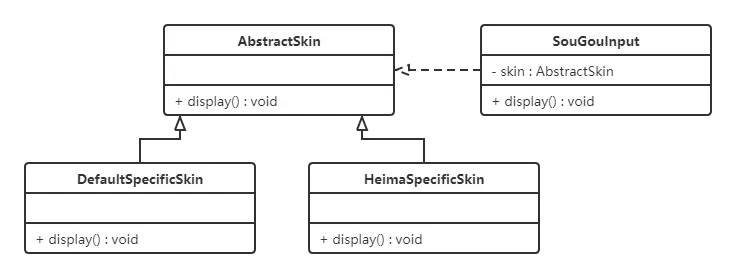 AbstractSkin
+ display() : void
SouGouInput
- skin : AbstractSkin
+ display() : void
DefaultSpecificSkin
+ display() : void
HeimaSpecificSkin
+ display() : void